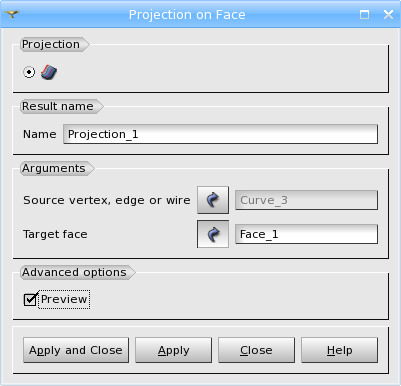 Projection on Face
Projection
Result name
Name Projection_1
Arguments
Source vertex, edge or wire Curve_3
Target face Face_1
Advanced options
Preview
Apply and Close Apply Close Help